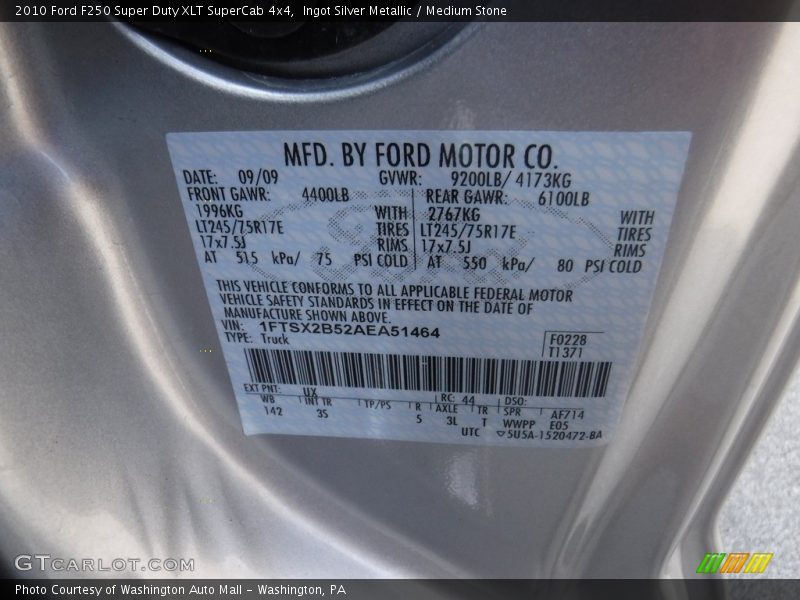 2010 Ford F250 Super Duty XLT SuperCab 4x4, Ingot Silver Metallic / Medium Stone
MFD. BY FORD MOTOR CO.
DATE: 09/09 GVWR: 9200LB/ 4173KG
FRONT GAWR: 4400LB REAR GAWR: 6100LB
1996KG WITH 2767KG WITH
LT245/75R17E TIRES LT245/75R17E TIRES
17x7.5J RIMS 17x7.5J RIMS
AT 515 kPa/ 75 PSI COLD AT 550 kPa/ 80 PSI COLD
THIS VEHICLE CONFORMS TO ALL APPLICABLE FEDERAL MOTOR
VEHICLE SAFETY STANDARDS IN EFFECT ON THE DATE OF
MANUFACTURE SHOWN ABOVE.
VIN: 1FTSX2B52AEA51464
TYPE: Truck F0228
T1371
EXT PNT: UX RC: 44 DSO:
WB INT TR TP/PS R AXLE TR SPR AF714
142 3S 5 3L T WWPP E05
UTC ▽5U5A-1520472-BA
GTCARLOT.COM
Photo Courtesy of Washington Auto Mall - Washington, PA